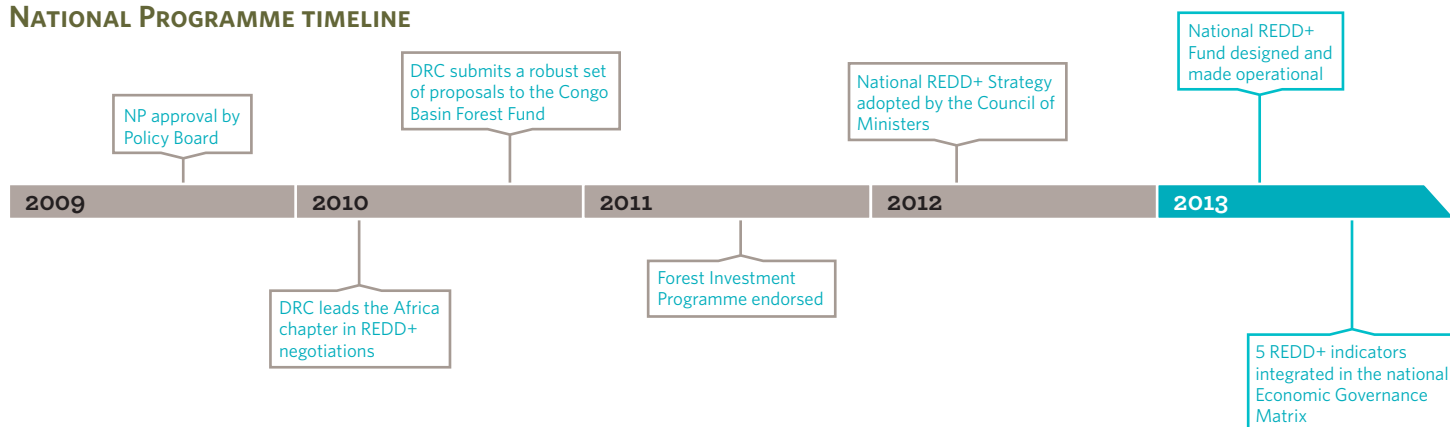 NATIONAL PROGRAMME TIMELINE
NP approval by
Policy Board
DRC submits a robust set
of proposals to the Congo
Basin Forest Fund
National REDD+ Strategy
adopted by the Council of
Ministers
National REDD+
Fund designed and
made operational
2009
2010
2011
2012
2013
DRC leads the Africa
chapter in REDD+
negotiations
Forest Investment
Programme endorsed
5 REDD+ indicators
integrated in the national
Economic Governance
Matrix